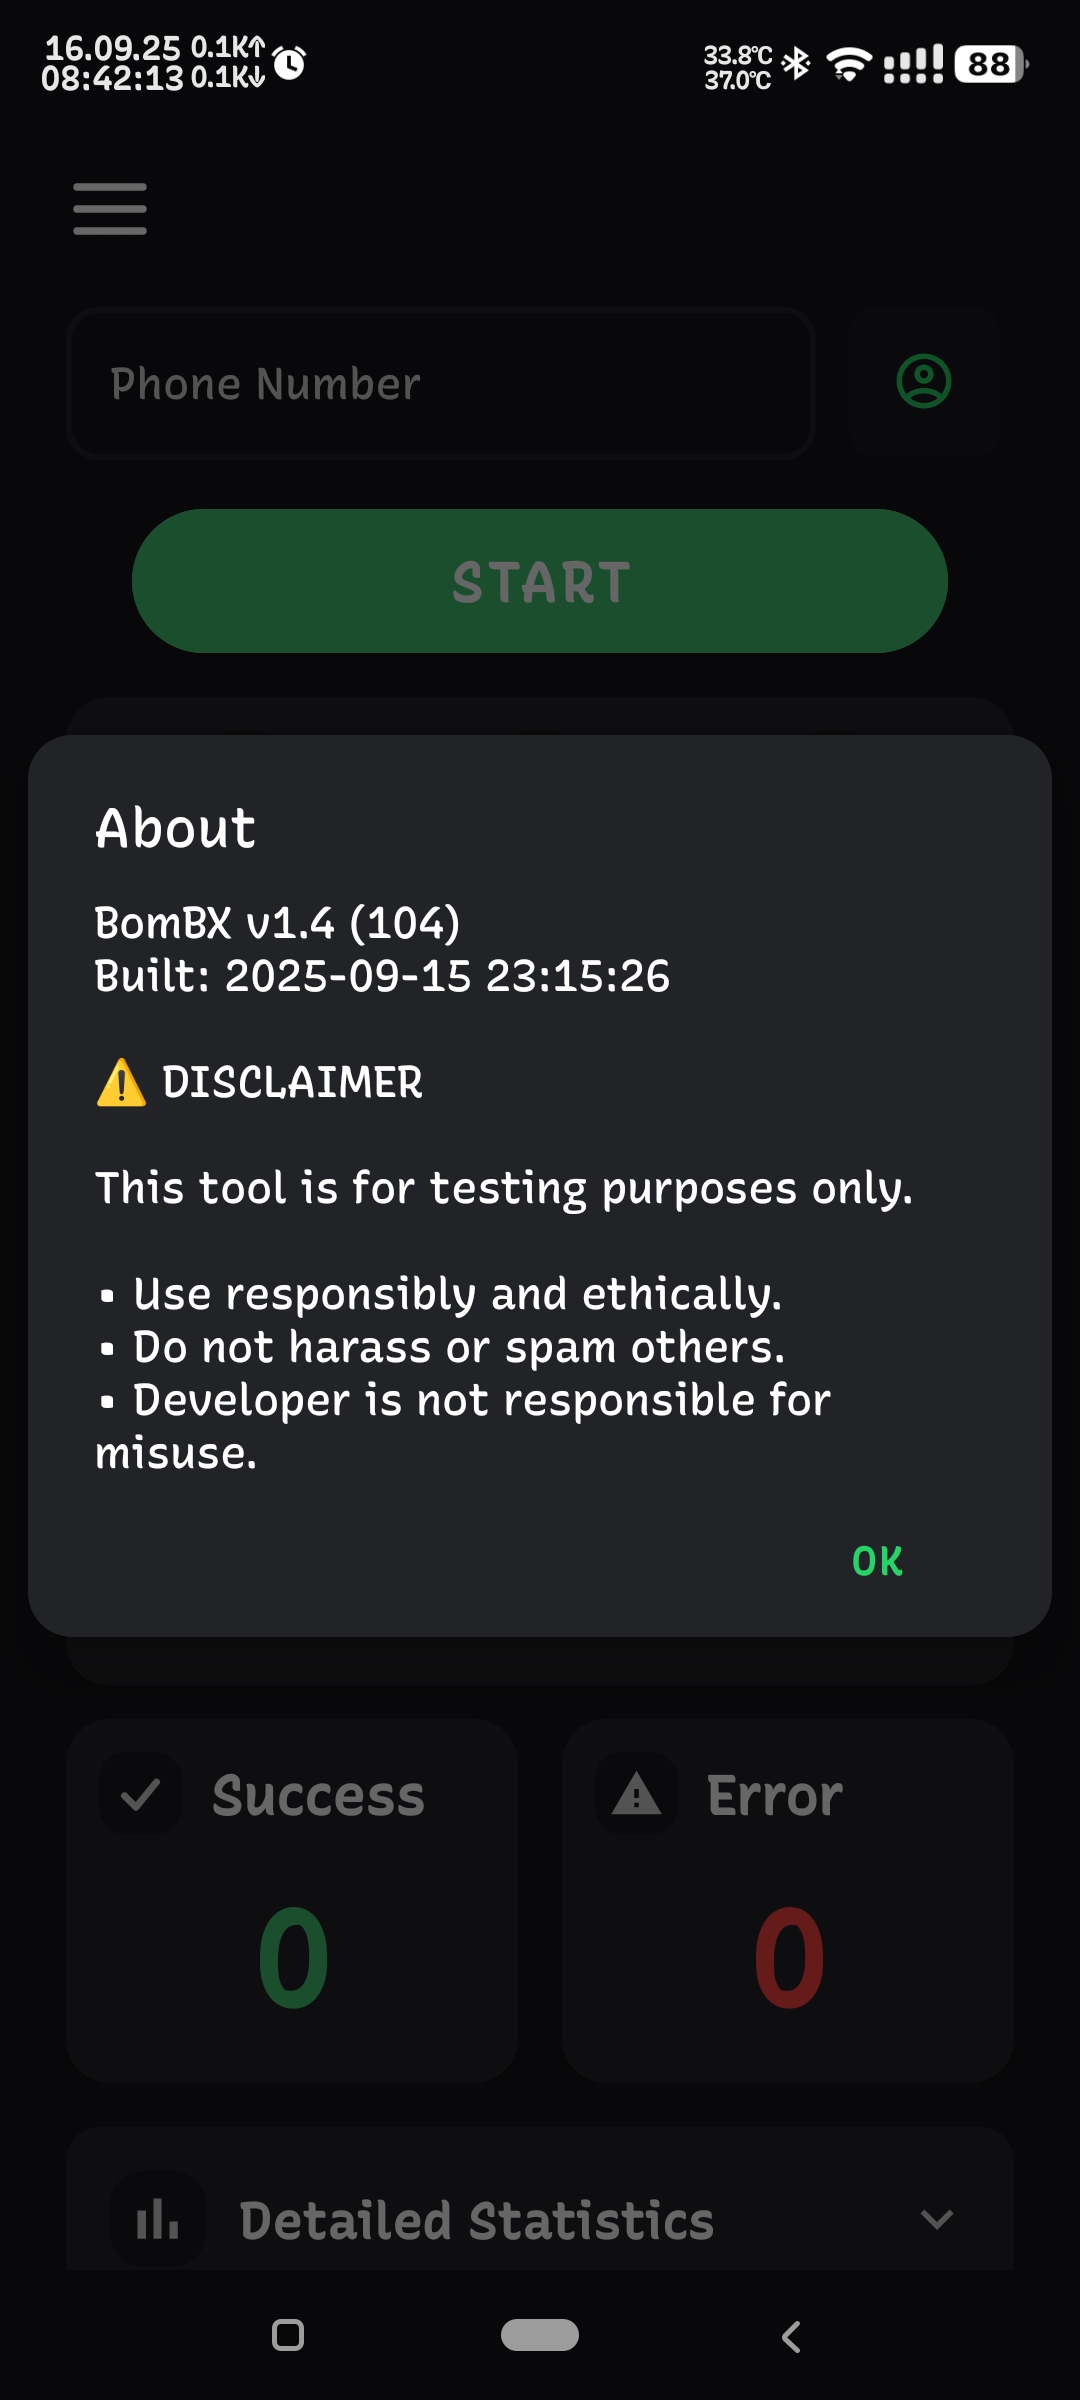 16.09.25 0.1K↑
08:42:13 0.1K↓
33.8°C
37.0°C
88
Phone Number
START
About
BomBX v1.4 (104)
Built: 2025-09-15 23:15:26
⚠️ DISCLAIMER
This tool is for testing purposes only.
▪ Use responsibly and ethically.
▪ Do not harass or spam others.
▪ Developer is not responsible for
misuse.
OK
Success
Error
0
0
Detailed Statistics